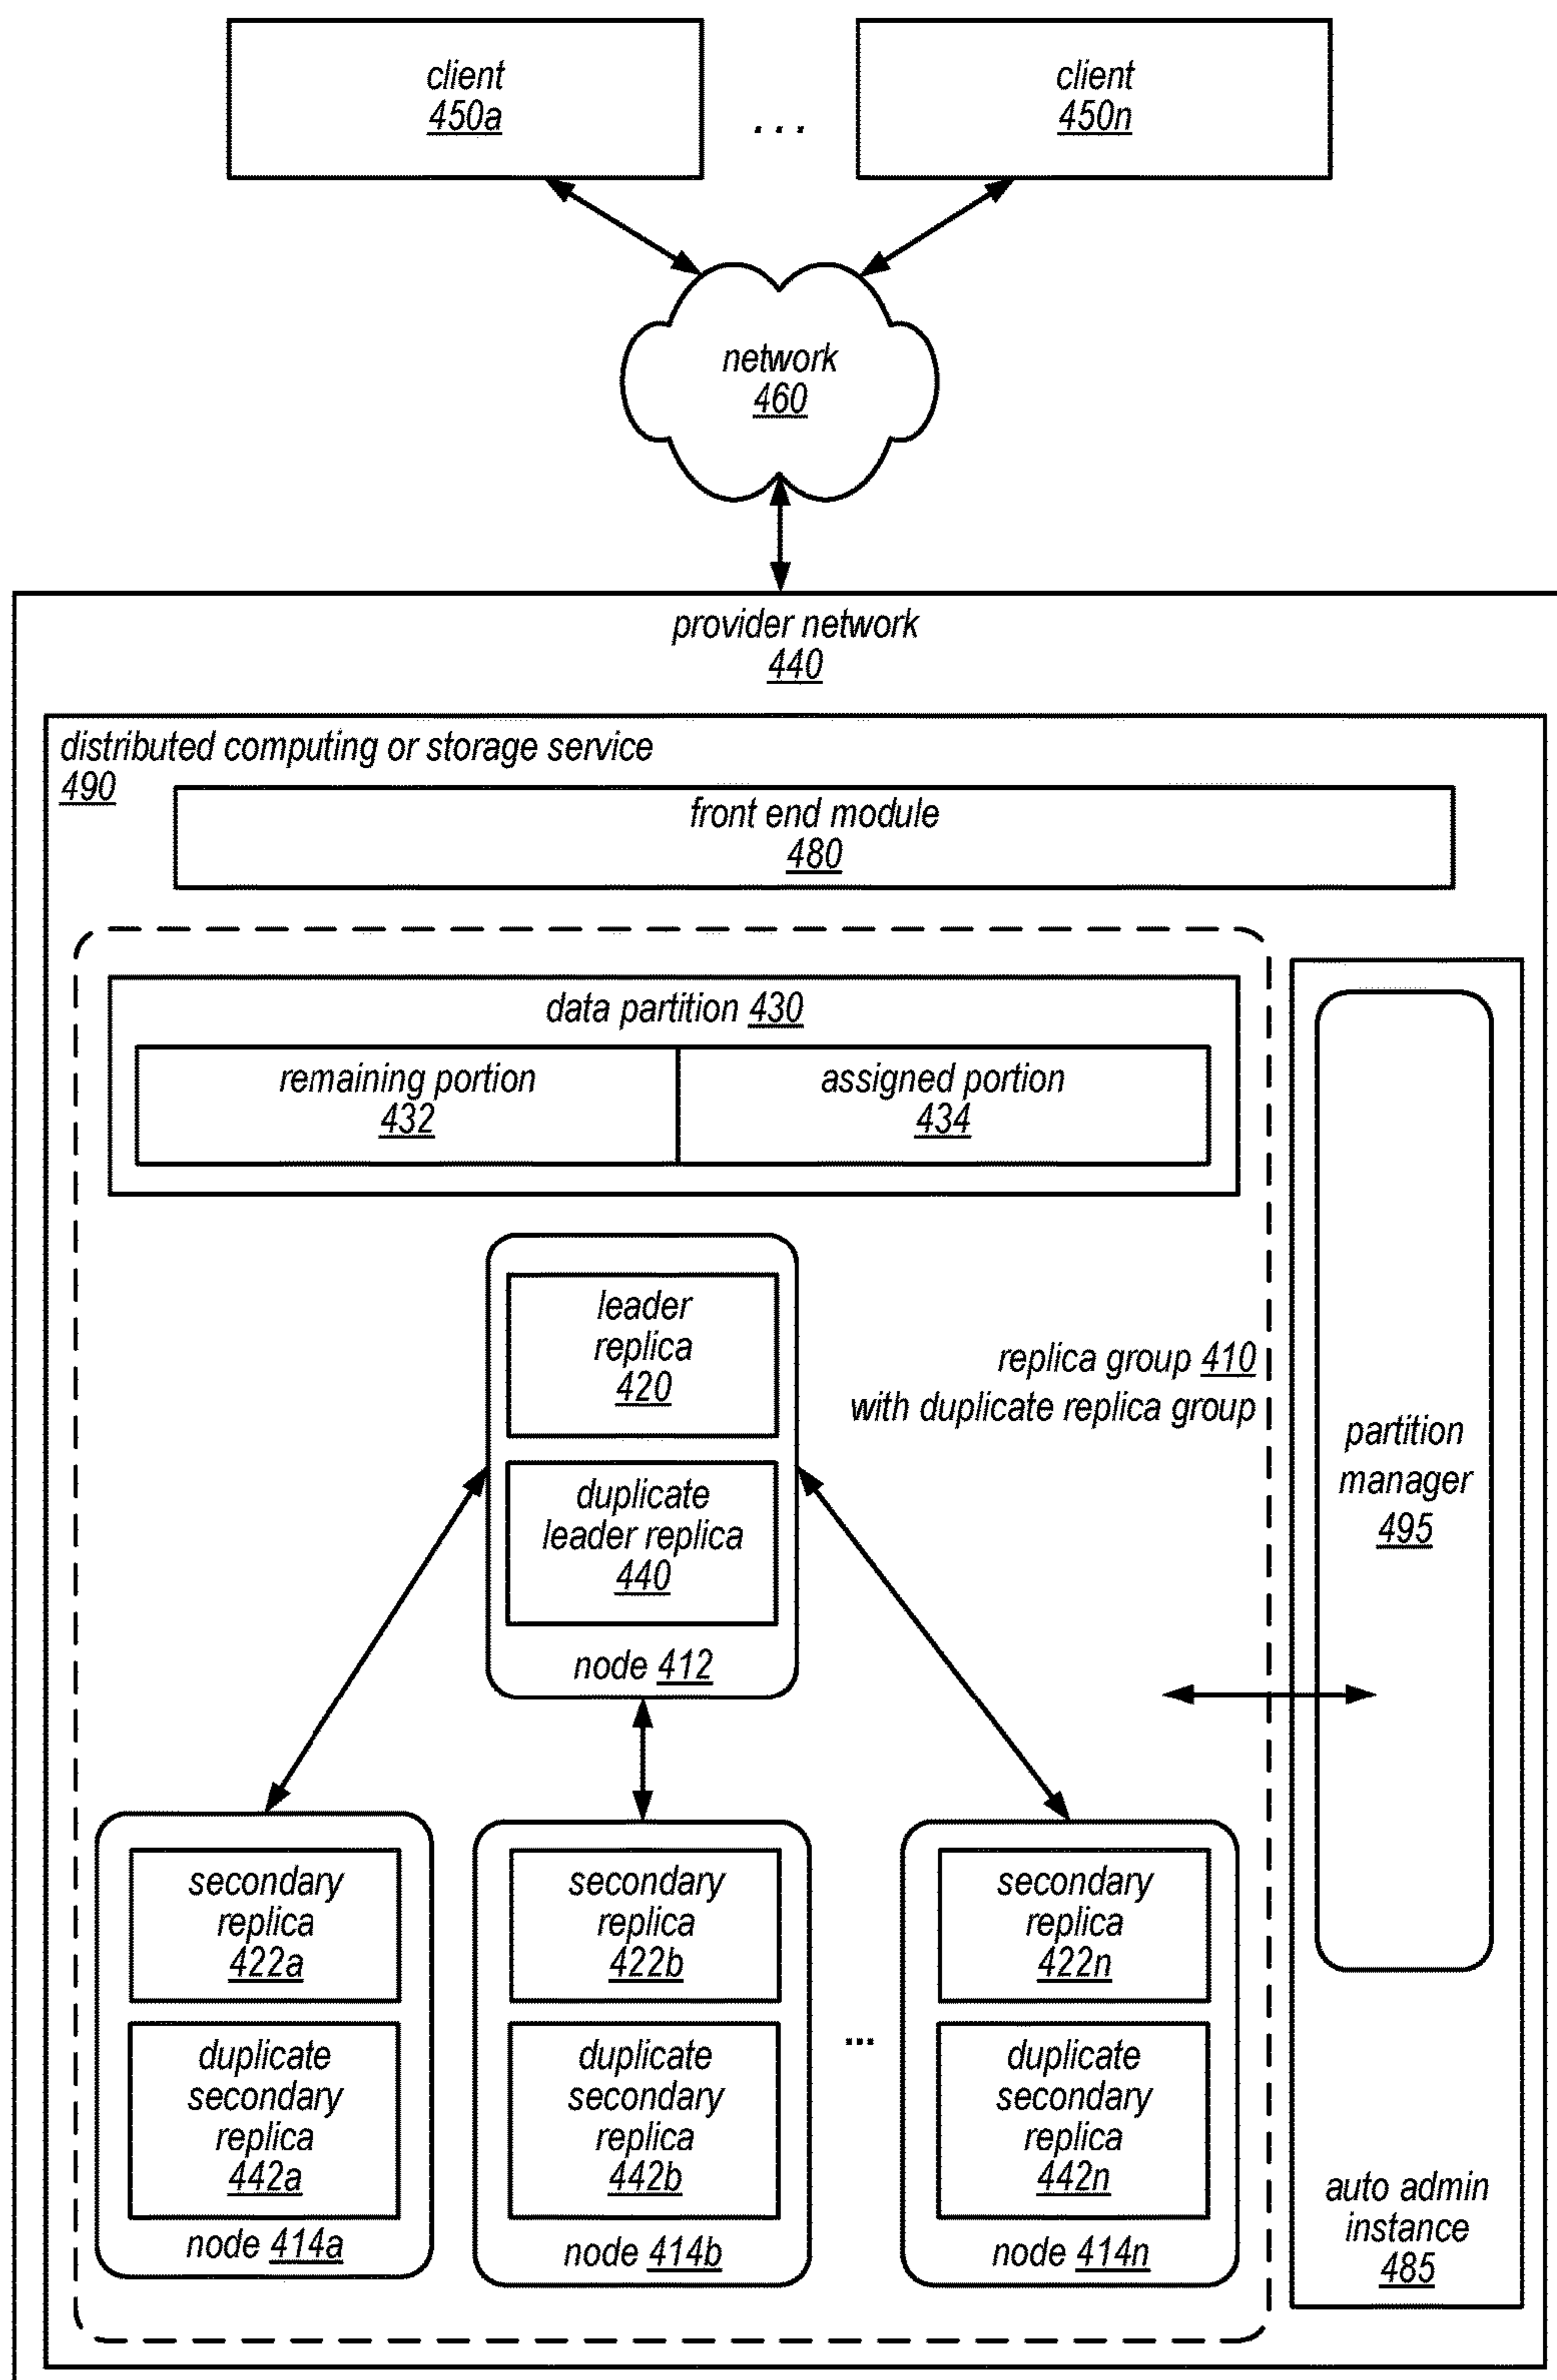 client
450a
...
client
450n
network
460
provider network
440
distributed computing or storage service
490
front end module
480
data partition 430
remaining portion
432
assigned portion
434
leader
replica
420
duplicate
leader replica
440
node 412
replica group 410
with duplicate replica group
partition
manager
495
secondary
replica
422a
duplicate
secondary
replica
442a
node 414a
secondary
replica
422b
duplicate
secondary
replica
442b
node 414b
...
secondary
replica
422n
duplicate
secondary
replica
442n
node 414n
auto admin
instance
485